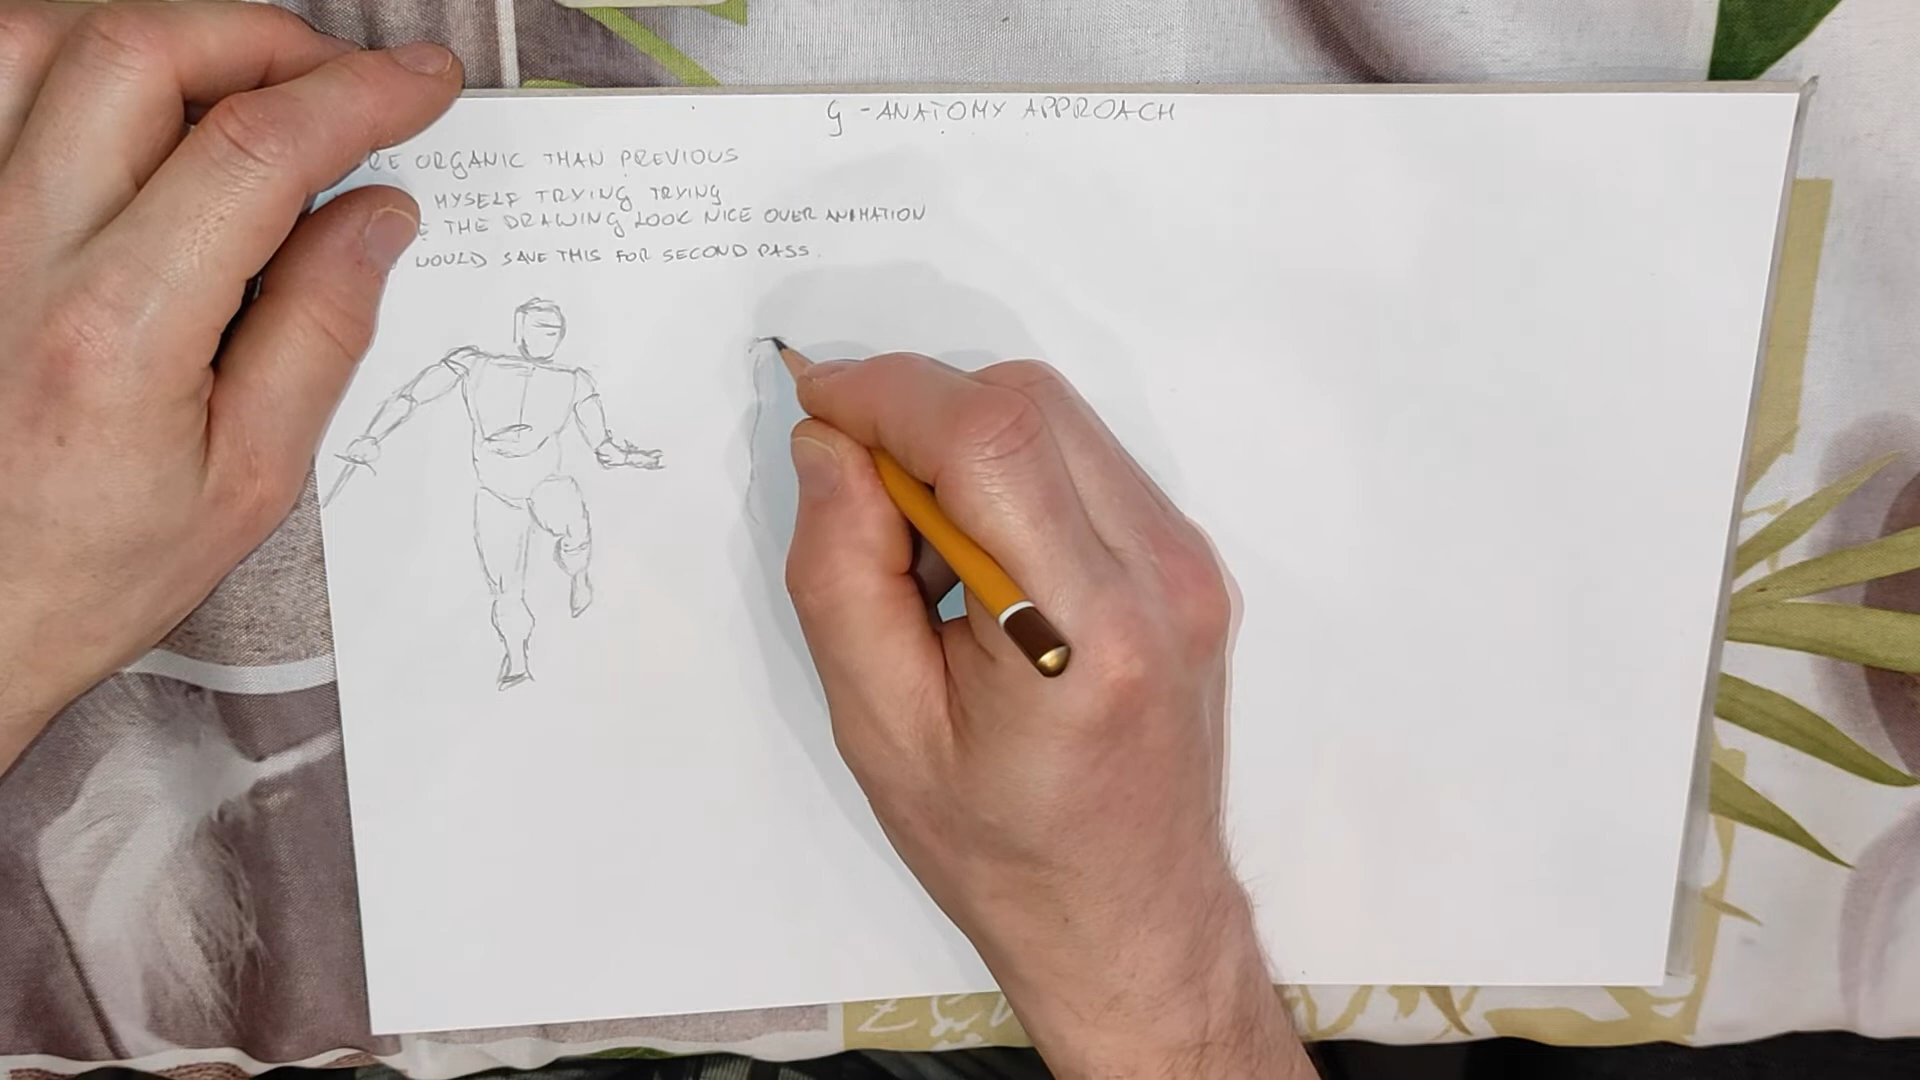 G - ANATOMY APPROACH
RE ORGANIC THAN PREVIOUS
MYSELF TRYING TRYING
E THE DRAWING LOOK NICE OVER ANIMATION
WOULD SAVE THIS FOR SECOND PASS.